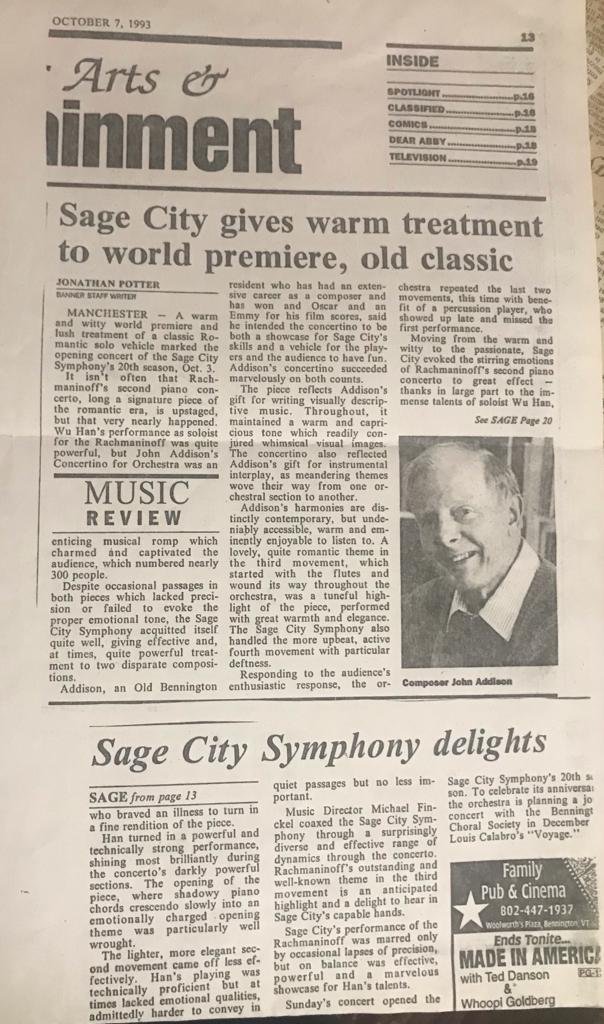 OCTOBER 7, 1993
13
Arts &
inment
INSIDE
SPOTLIGHT..............p.16
CLASSIFIED..............p.16
COMICS..............p.18
DEAR ABBY..............p.18
TELEVISION..............p.19
Sage City gives warm treatment
to world premiere, old classic
JONATHAN POTTER
BANNER STAFF WRITER
MANCHESTER — A warm
and witty world premiere and
lush treatment of a classic Ro-
mantic solo vehicle marked the
opening concert of the Sage City
Symphony's 20th season, Oct. 3.
It isn't often that Rach-
maninoff's second piano con-
certo, long a signature piece of
the romantic era, is upstaged,
but that very nearly happened.
Wu Han's performance as soloist
for the Rachmaninoff was quite
powerful, but John Addison's
Concertino for Orchestra was an
MUSIC
REVIEW
enticing musical romp which
charmed and captivated the
audience, which numbered nearly
300 people.
Despite occasional passages in
both pieces which lacked preci-
sion or failed to evoke the
proper emotional tone, the Sage
City Symphony acquitted itself
quite well, giving effective and,
at times, quite powerful treat-
ment to two disparate composi-
tions.
Addison, an Old Bennington
resident who has had an exten-
sive career as a composer and
has won and Oscar and an
Emmy for his film scores, said
he intended the concertino to be
both a showcase for Sage City's
skills and a vehicle for the play-
ers and the audience to have fun.
Addison's concertino succeeded
marvelously on both counts.
The piece reflects Addison's
gift for writing visually descrip-
tive music. Throughout, it
maintained a warm and capri-
cious tone which readily con-
jured whimsical visual images.
The concertino also reflected
Addison's gift for instrumental
interplay, as meandering themes
wove their way from one or-
chestral section to another.
Addison's harmonies are dis-
tinctly contemporary, but unde-
niably accessible, warm and em-
inently enjoyable to listen to. A
lovely, quite romantic theme in
the third movement, which
started with the flutes and
wound its way throughout the
orchestra, was a tuneful high-
light of the piece, performed
with great warmth and elegance.
The Sage City Symphony also
handled the more upbeat, active
fourth movement with particular
deftness.
Responding to the audience's
enthusiastic response, the or-
chestra repeated the last two
movements, this time with bene-
fit of a percussion player, who
showed up late and missed the
first performance.
Moving from the warm and
witty to the passionate, Sage
City evoked the stirring emotions
of Rachmaninoff's second piano
concerto to great effect —
thanks in large part to the im-
mense talents of soloist Wu Han,
See SAGE Page 20
Composer John Addison
Sage City Symphony delights
SAGE from page 13
who braved an illness to turn in
a fine rendition of the piece.
Han turned in a powerful and
technically strong performance,
shining most brilliantly during
the concerto's darkly powerful
sections. The opening of the
piece, where shadowy piano
chords crescendo slowly into an
emotionally charged opening
theme was particularly well
wrought.
The lighter, more elegant sec-
ond movement came off less ef-
fectively. Han's playing was
technically proficient but at
times lacked emotional qualities,
admittedly harder to convey in
quiet passages but no less im-
portant.
Music Director Michael Fin-
ckel coaxed the Sage City Sym-
phony through a surprisingly
diverse and effective range of
dynamics through the concerto.
Rachmaninoff's outstanding and
well-known theme in the third
movement is an anticipated
highlight and a delight to hear in
Sage City's capable hands.
Sage City's performance of the
Rachmaninoff was marred only
by occasional lapses of precision,
but on balance was effective,
powerful and a marvelous
showcase for Han's talents.
Sunday's concert opened the
Sage City Symphony's 20th s
son. To celebrate its anniversa
the orchestra is planning a jo
concert with the Benningt
Choral Society in December
Louis Calabro's "Voyage."
Family
Pub & Cinema
802-447-1937
Woolworth's Plaza, Bennington, VT
Ends Tonite...
MADE IN AMERICA
with Ted Danson
PG-1
&
Whoopi Goldberg